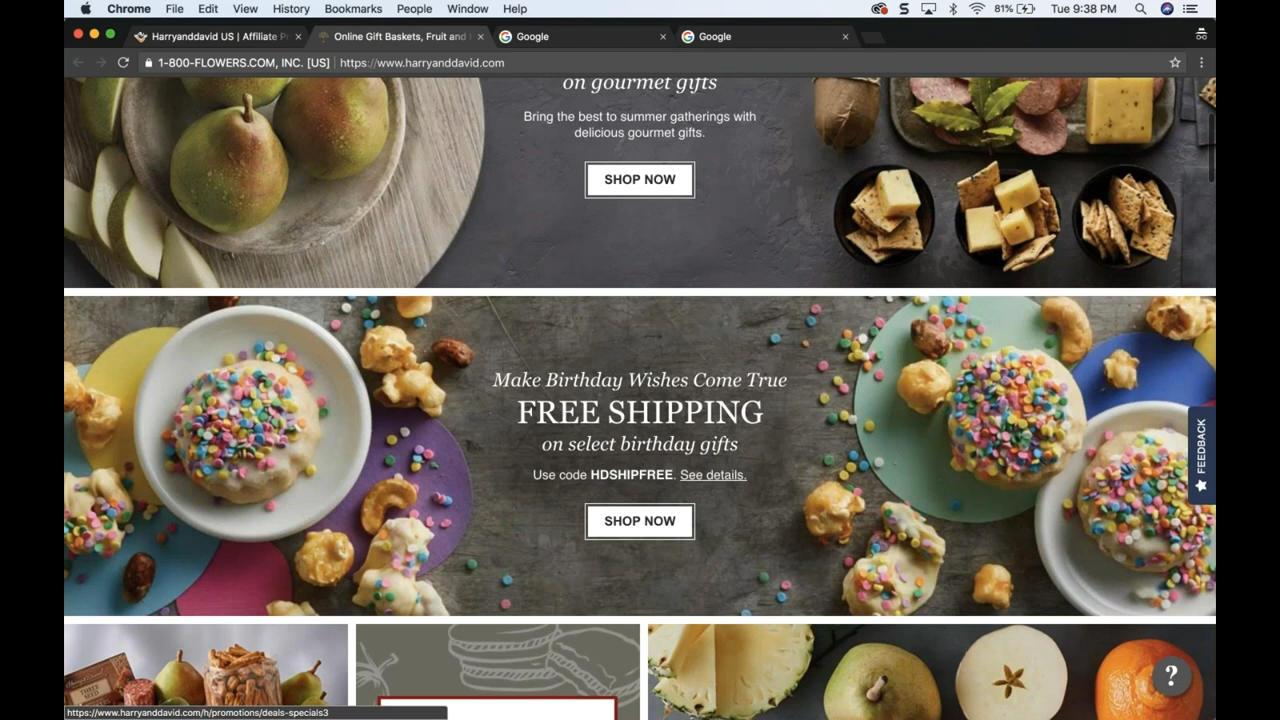 Chrome File Edit View History Bookmarks People Window Help
81% Tue 9:38 PM
Harryanddavid US | Affiliate P
Online Gift Baskets, Fruit and
Google
Google
1-800-FLOWERS.COM, INC. [US] https://www.harryanddavid.com
on gourmet gifts
Bring the best to summer gatherings with
delicious gourmet gifts.
SHOP NOW
Make Birthday Wishes Come True
FREE SHIPPING
on select birthday gifts
Use code HDSHIPFREE. See details.
SHOP NOW
FEEDBACK
THREE
SEED
?
https://www.harryanddavid.com/h/promotions/deals-specials3